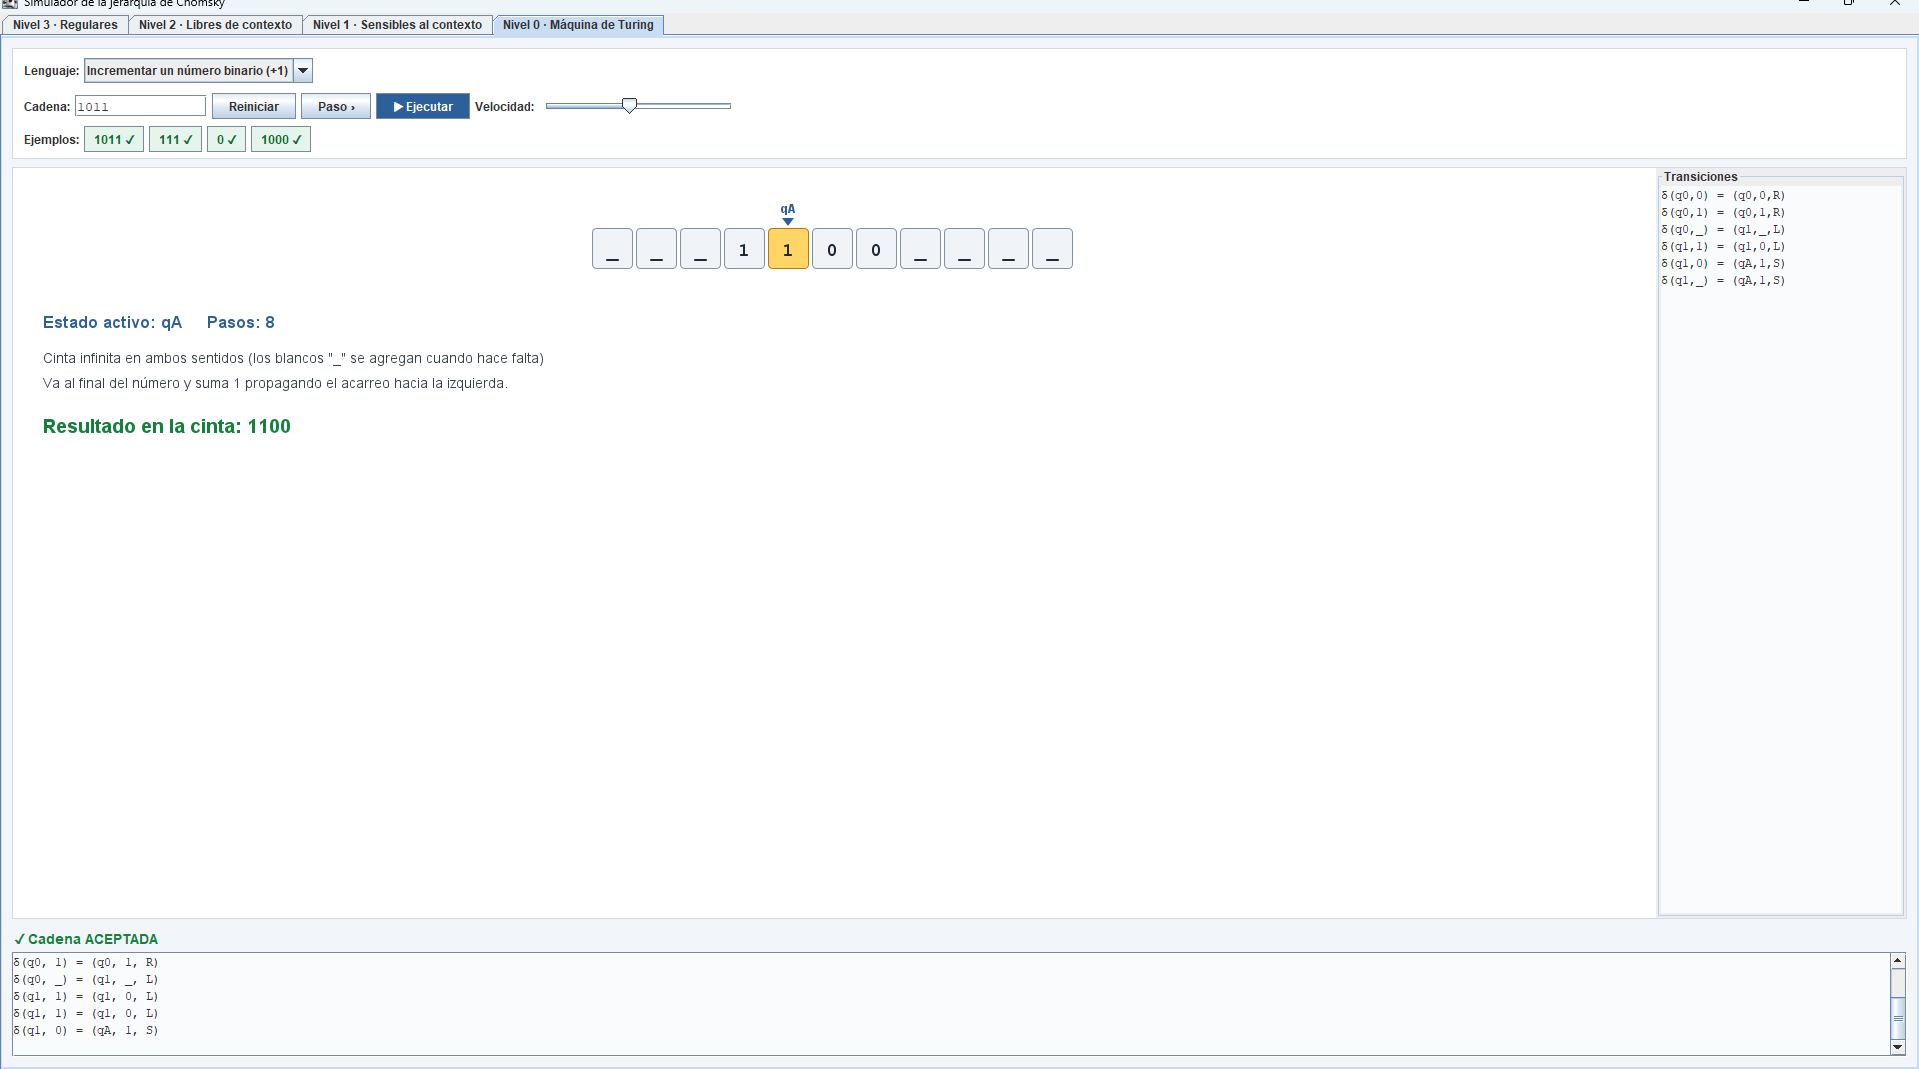 Simulador de la jerarquía de Chomsky
Nivel 3 · Regulares
Nivel 2 · Libres de contexto
Nivel 1 · Sensibles al contexto
Nivel 0 · Máquina de Turing
Lenguaje: Incrementar un número binario (+1)
Cadena: 1011 Reiniciar Paso › ▶ Ejecutar Velocidad:
Ejemplos: 1011 ✓ 111 ✓ 0 ✓ 1000 ✓
qA
_ _ _ 1 1 0 0 _ _ _ _
Estado activo: qA Pasos: 8
Cinta infinita en ambos sentidos (los blancos "_" se agregan cuando hace falta)
Va al final del número y suma 1 propagando el acarreo hacia la izquierda.
Resultado en la cinta: 1100
Transiciones
δ(q0,0) = (q0,0,R)
δ(q0,1) = (q0,1,R)
δ(q0,_) = (q1,_,L)
δ(q1,1) = (q1,0,L)
δ(q1,0) = (qA,1,S)
δ(q1,_) = (qA,1,S)
✓ Cadena ACEPTADA
δ(q0, 1) = (q0, 1, R)
δ(q0, _) = (q1, _, L)
δ(q1, 1) = (q1, 0, L)
δ(q1, 1) = (q1, 0, L)
δ(q1, 0) = (qA, 1, S)